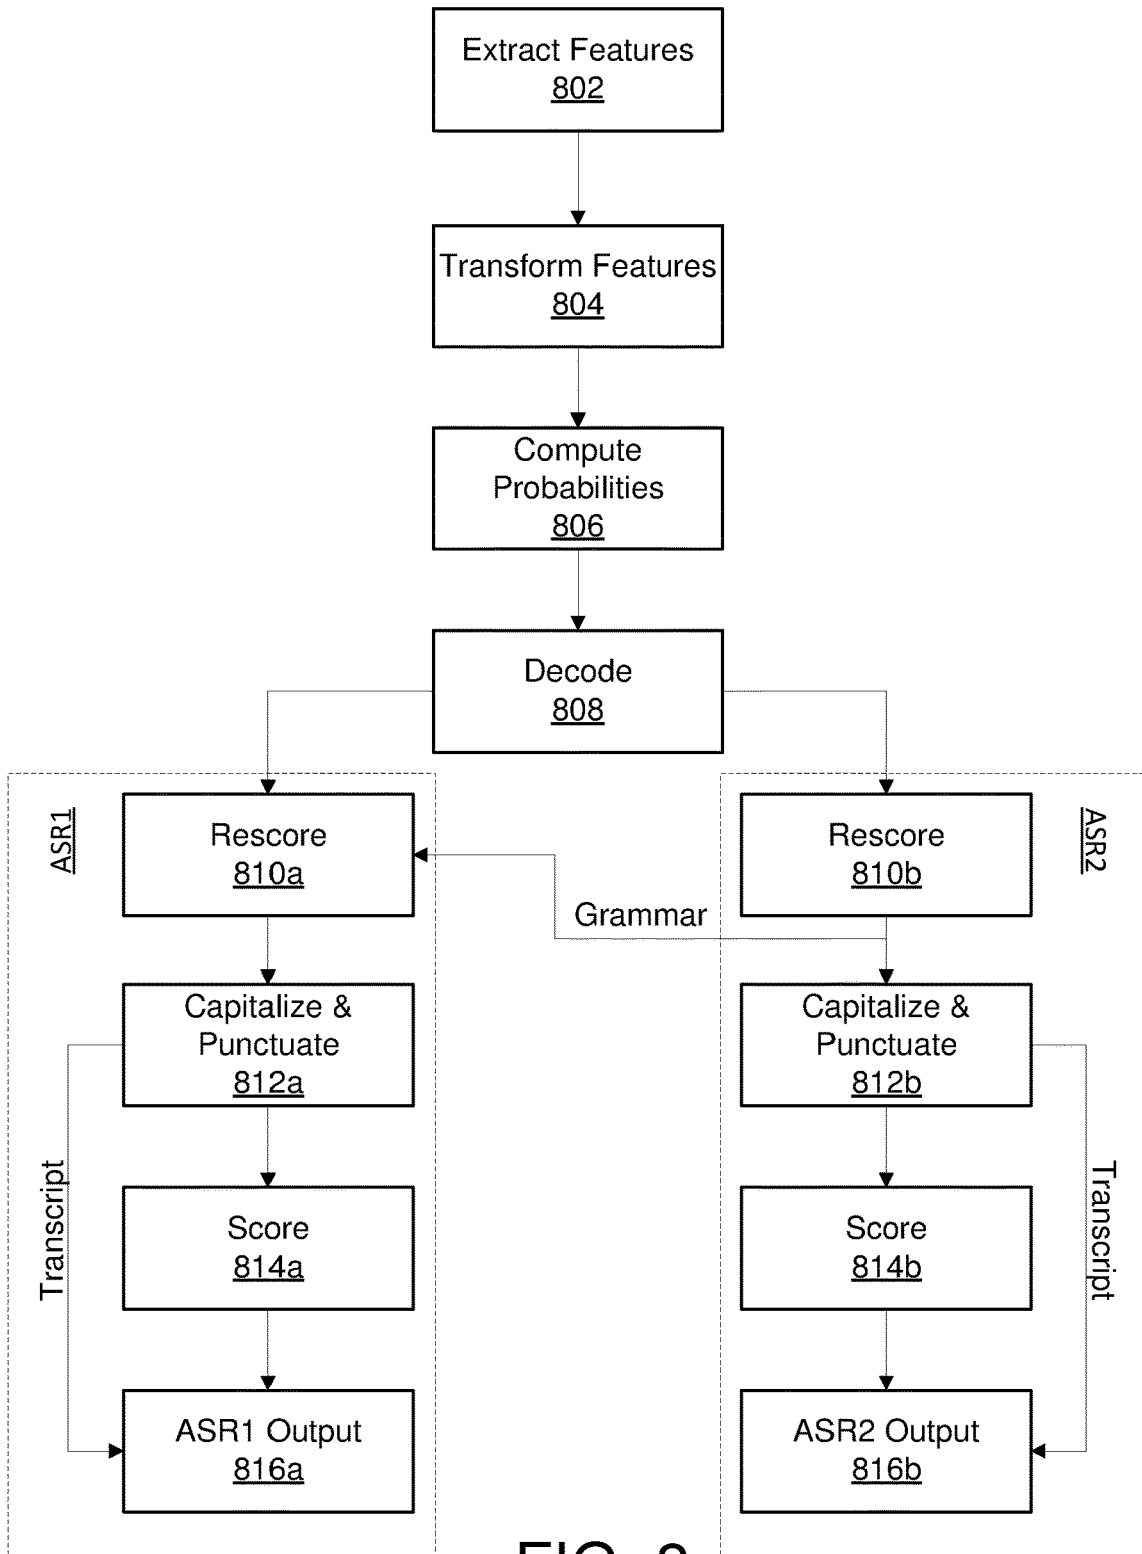 Extract Features
802
Transform Features
804
Compute
Probabilities
806
Decode
808
ASR1
Rescore
810a
Grammar
Rescore
810b
ASR2
Capitalize &
Punctuate
812a
Capitalize &
Punctuate
812b
Transcript
Score
814a
Score
814b
Transcript
ASR1 Output
816a
ASR2 Output
816b
FIG.